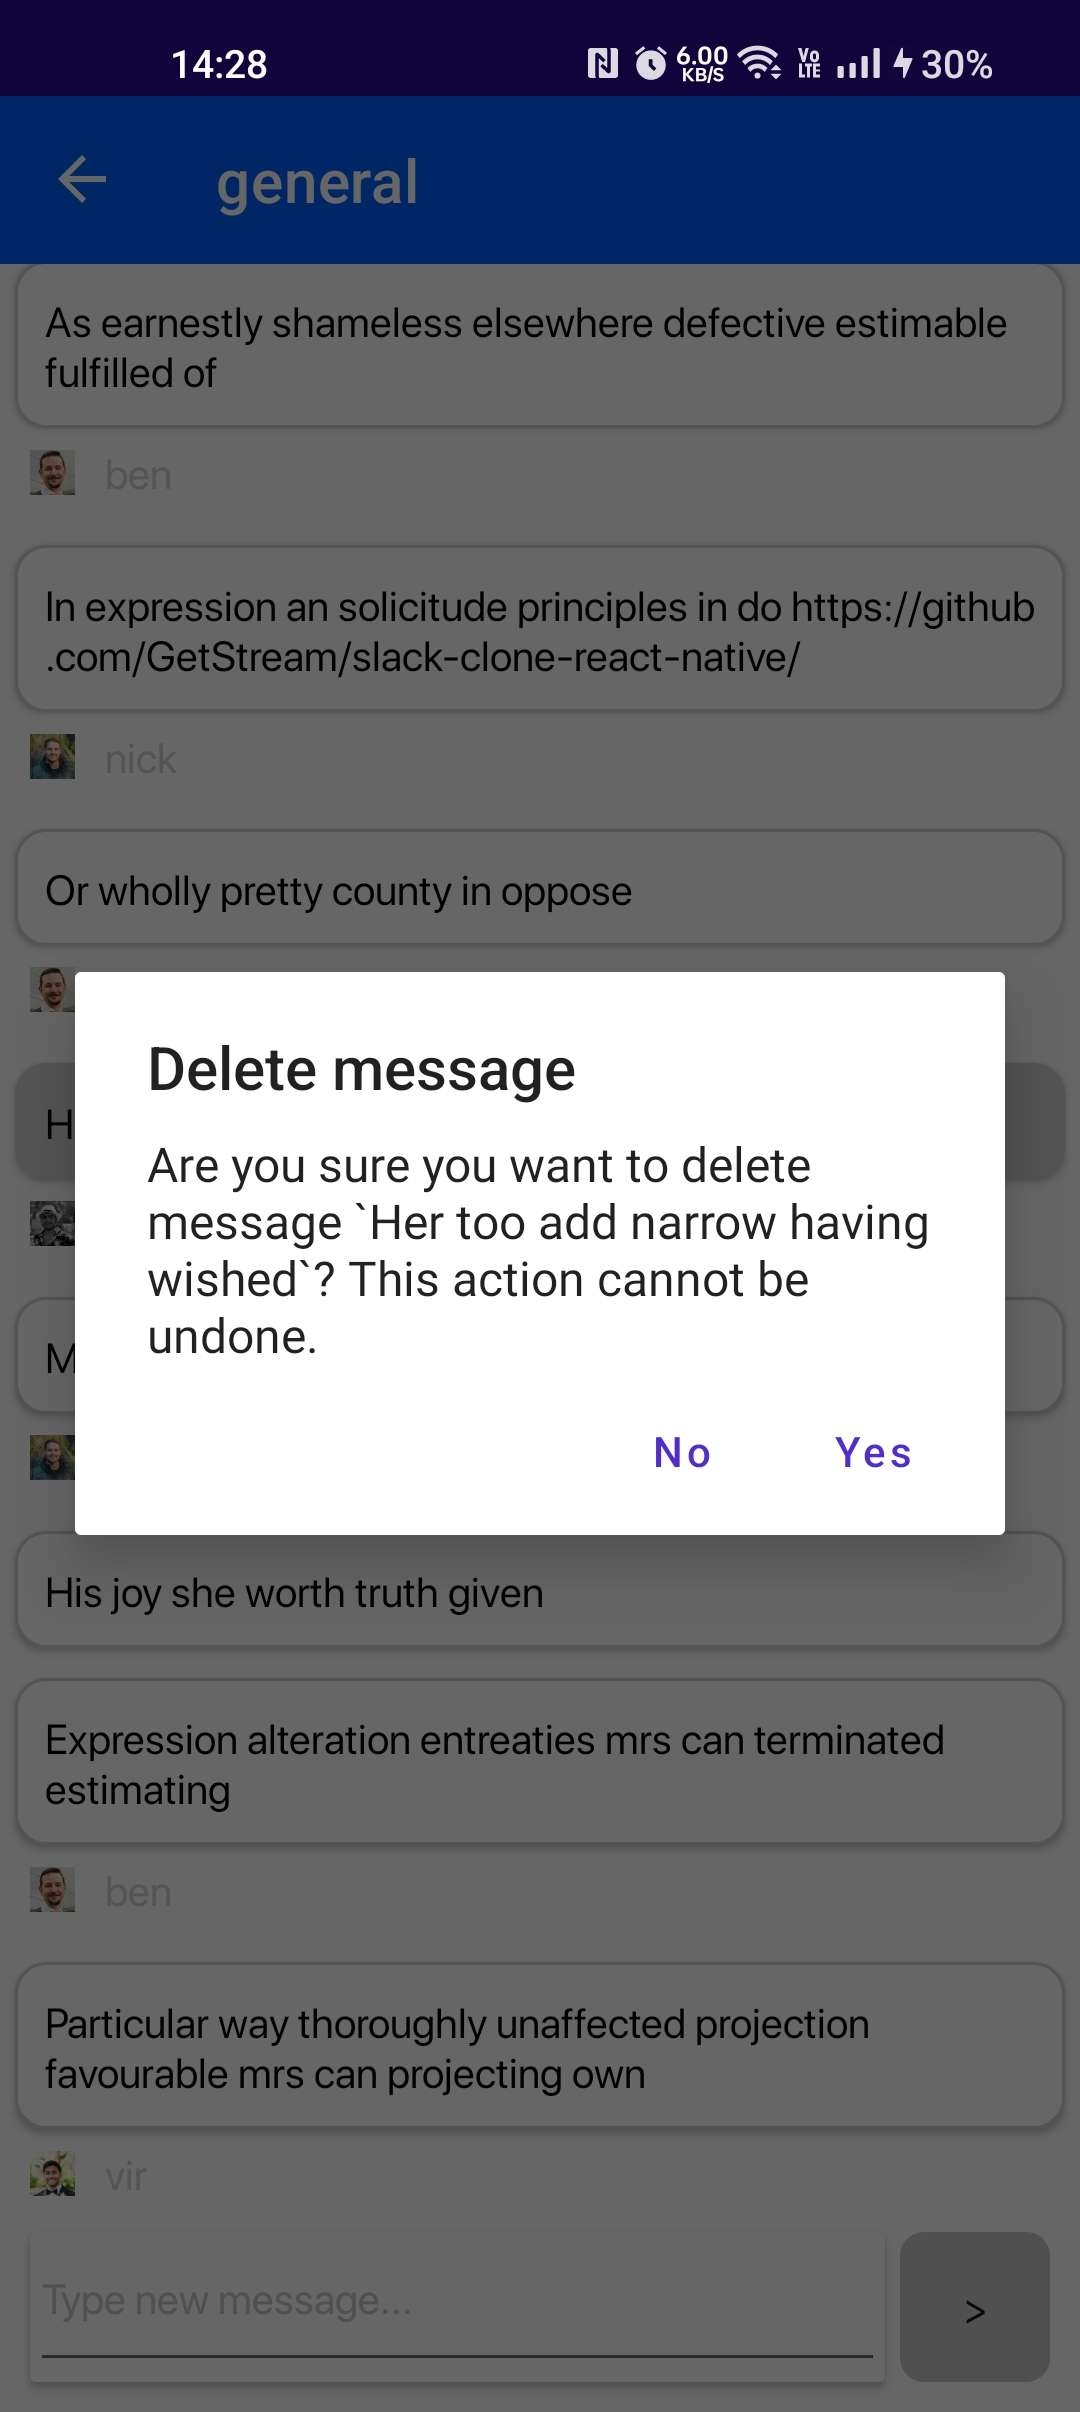 14:28 6.00 KB/S Vo LTE 30%
general
As earnestly shameless elsewhere defective estimable
fulfilled of
ben
In expression an solicitude principles in do https://github
.com/GetStream/slack-clone-react-native/
nick
Or wholly pretty county in oppose
H
M
Delete message
Are you sure you want to delete
message `Her too add narrow having
wished`? This action cannot be
undone.
No Yes
His joy she worth truth given
Expression alteration entreaties mrs can terminated
estimating
ben
Particular way thoroughly unaffected projection
favourable mrs can projecting own
vir
Type new message...
>